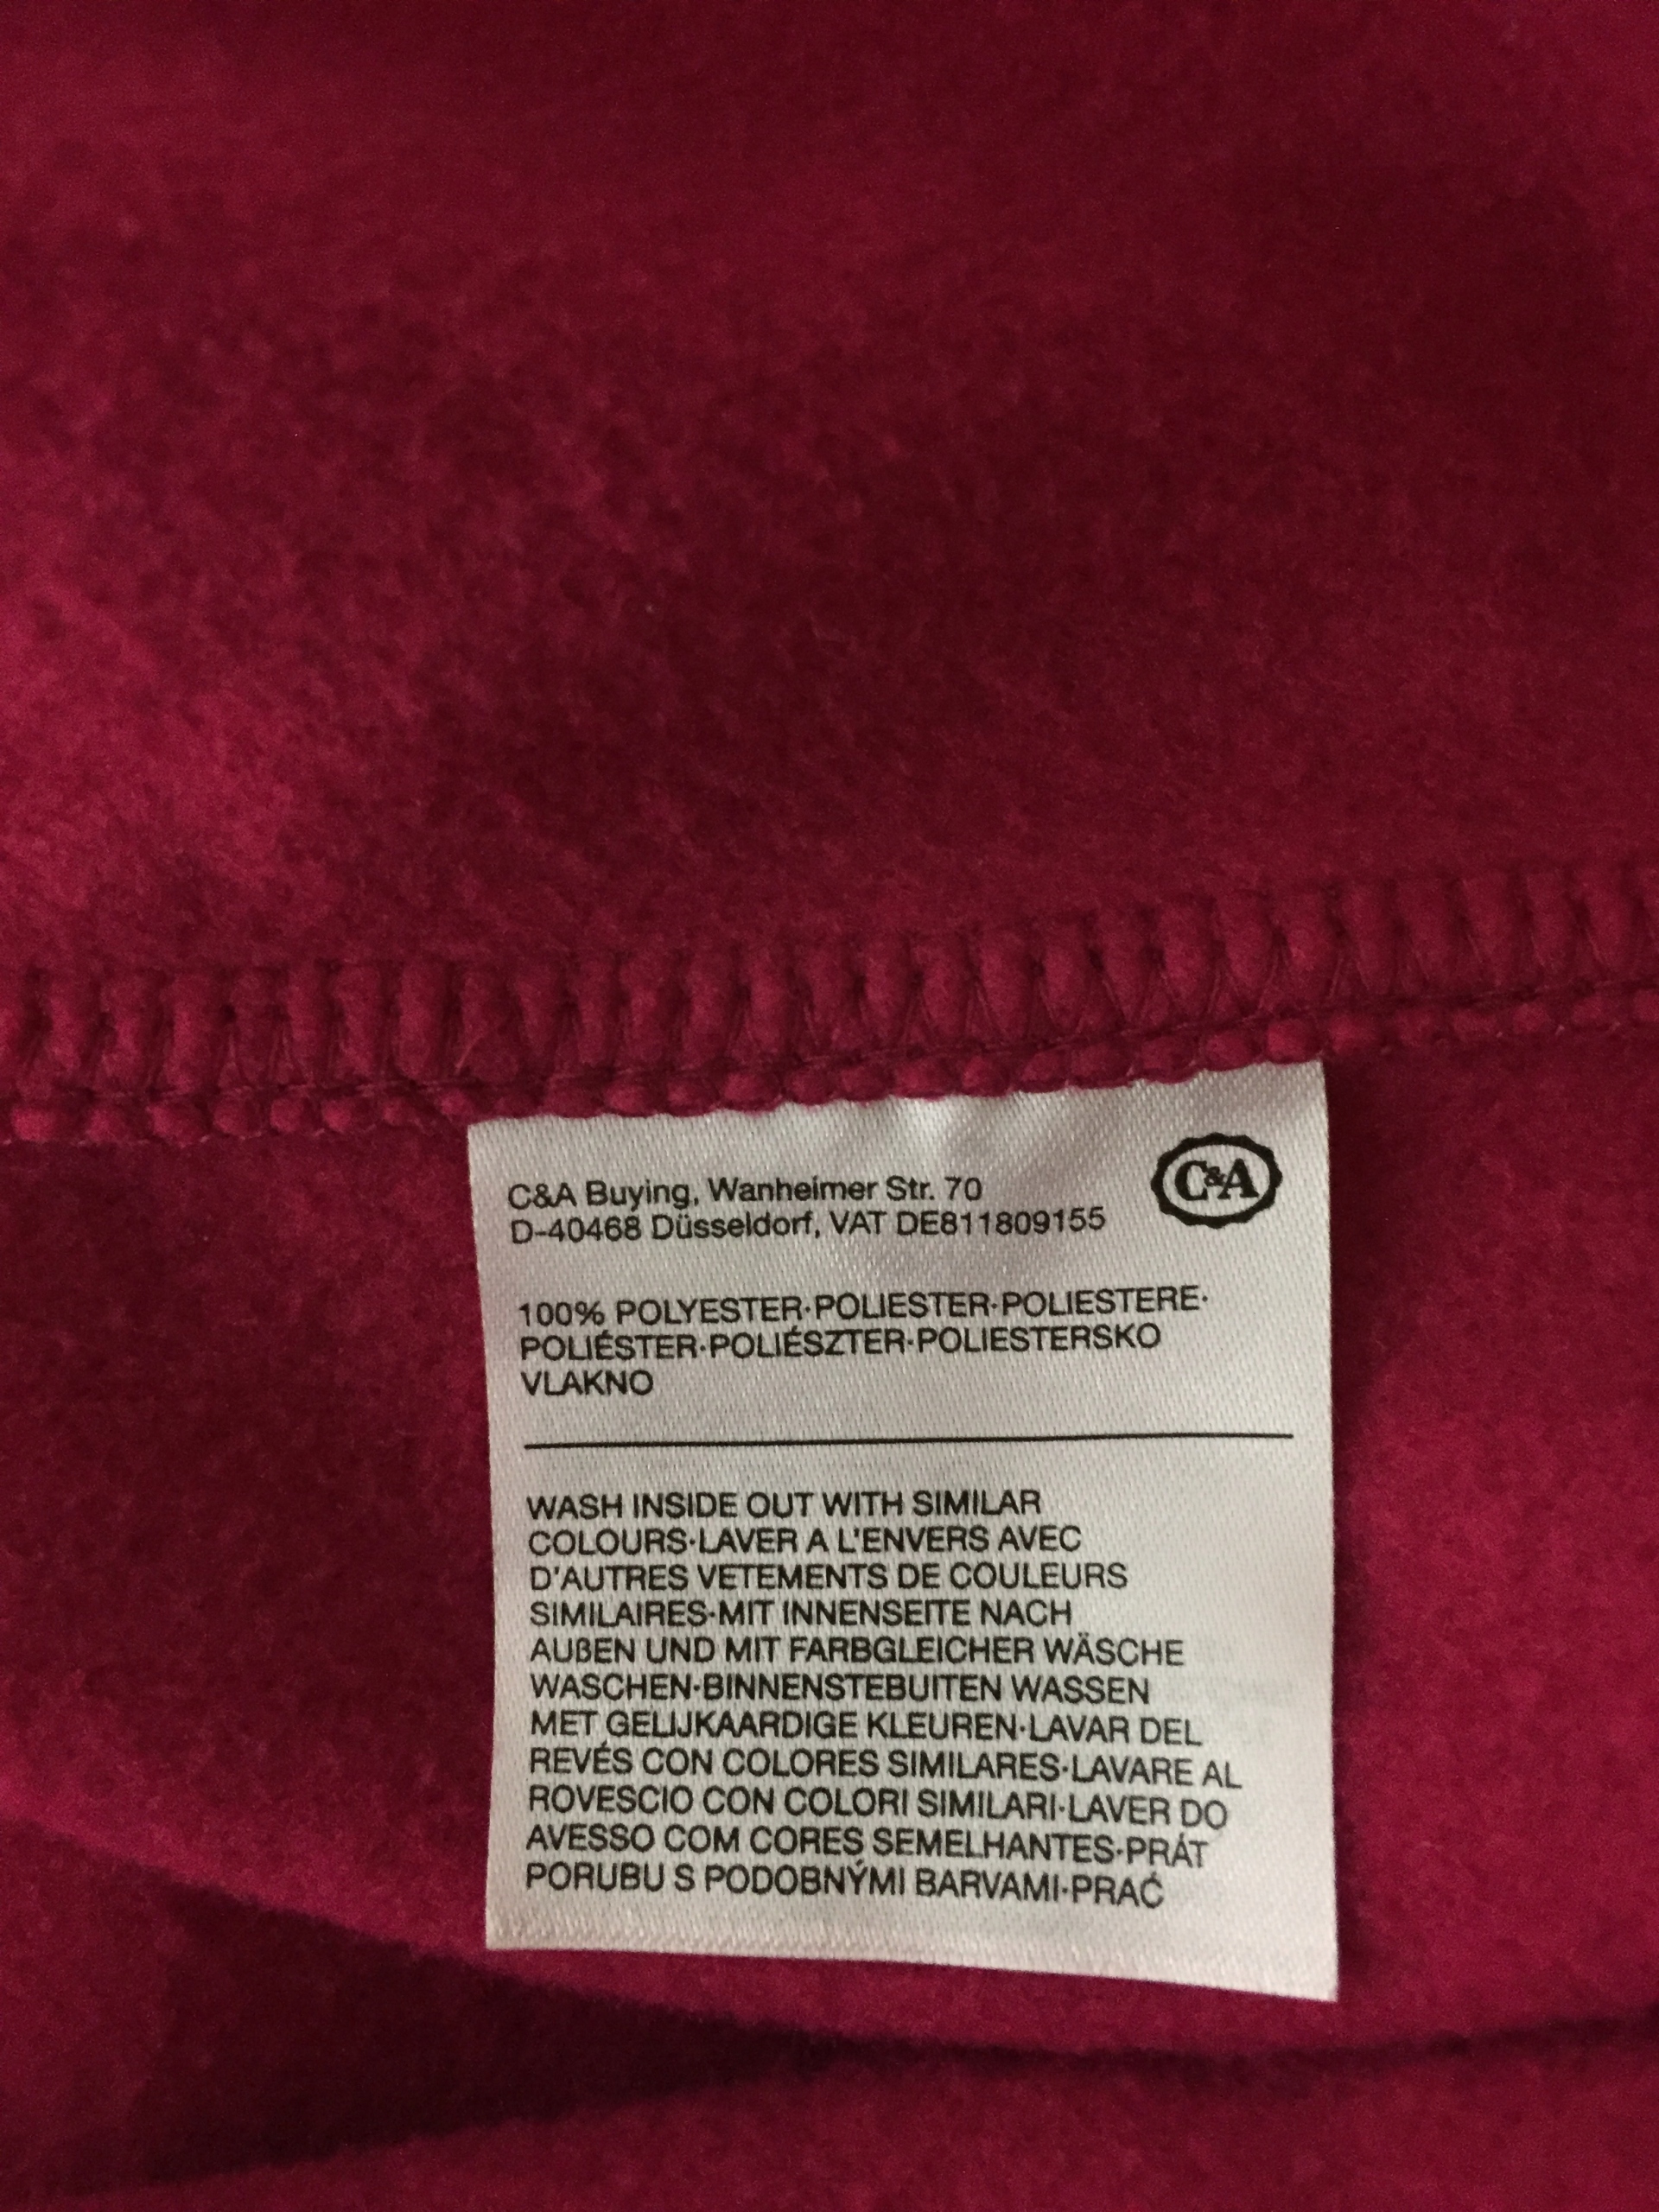 C&A Buying, Wanheimer Str. 70
D-40468 Düsseldorf, VAT DE811809155
C&A
100% POLYESTER·POLIESTER·POLIESTERE·
POLIÉSTER·POLIÉSZTER·POLIESTERSKO
VLAKNO
WASH INSIDE OUT WITH SIMILAR
COLOURS·LAVER A L'ENVERS AVEC
D'AUTRES VETEMENTS DE COULEURS
SIMILAIRES·MIT INNENSEITE NACH
AUßEN UND MIT FARBGLEICHER WÄSCHE
WASCHEN·BINNENSTEBUITEN WASSEN
MET GELIJKAARDIGE KLEUREN·LAVAR DEL
REVÉS CON COLORES SIMILARES·LAVARE AL
ROVESCIO CON COLORI SIMILARI·LAVER DO
AVESSO COM CORES SEMELHANTES·PRÁT
PORUBU S PODOBNÝMI BARVAMI·PRAĆ